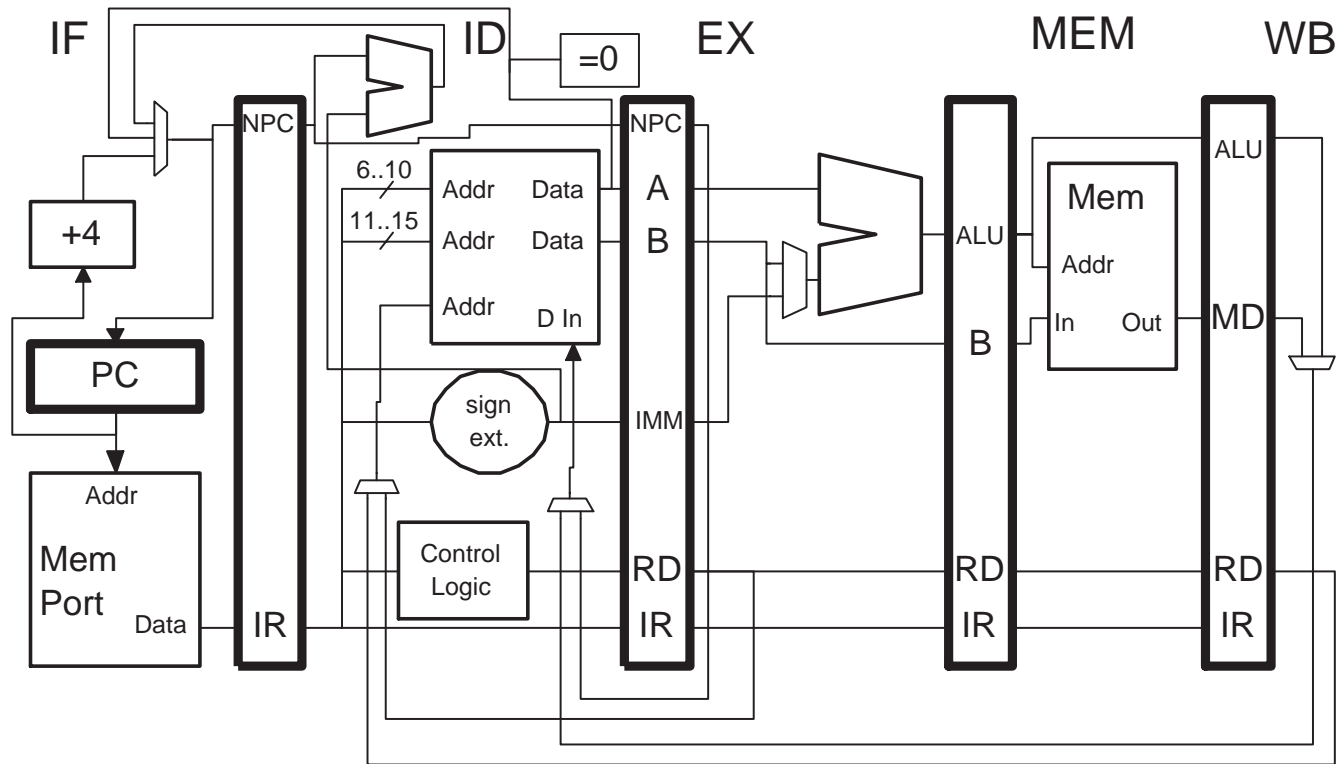 IF
ID
EX
MEM
WB
=0
NPC
NPC
+4
6..10
11..15
Addr
Data
Addr
Data
Addr
D In
A
B
ALU
Mem
Addr
In
Out
ALU
MD
PC
B
sign
ext.
IMM
Addr
Mem
Port
Data
Control
Logic
RD
RD
RD
IR
IR
IR
IR